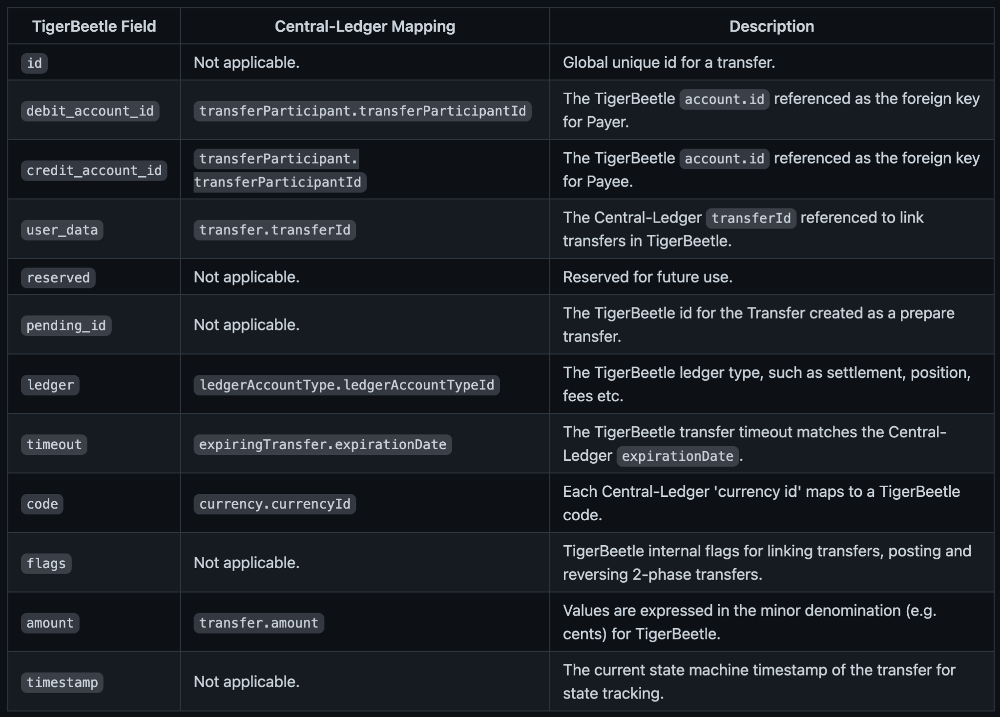 TigerBeetle Field
Central-Ledger Mapping
Description
id
Not applicable.
Global unique id for a transfer.
debit_account_id
transferParticipant.transferParticipantId
The TigerBeetle account.id referenced as the foreign key
for Payer.
credit_account_id
transferParticipant.
transferParticipantId
The TigerBeetle account.id referenced as the foreign key
for Payee.
user_data
transfer.transferId
The Central-Ledger transferId referenced to link
transfers in TigerBeetle.
reserved
Not applicable.
Reserved for future use.
pending_id
Not applicable.
The TigerBeetle id for the Transfer created as a prepare
transfer.
ledger
ledgerAccountType.ledgerAccountTypeId
The TigerBeetle ledger type, such as settlement, position,
fees etc.
timeout
expiringTransfer.expirationDate
The TigerBeetle transfer timeout matches the Central-
Ledger expirationDate.
code
currency.currencyId
Each Central-Ledger 'currency id' maps to a TigerBeetle
code.
flags
Not applicable.
TigerBeetle internal flags for linking transfers, posting and
reversing 2-phase transfers.
amount
transfer.amount
Values are expressed in the minor denomination (e.g.
cents) for TigerBeetle.
timestamp
Not applicable.
The current state machine timestamp of the transfer for
state tracking.